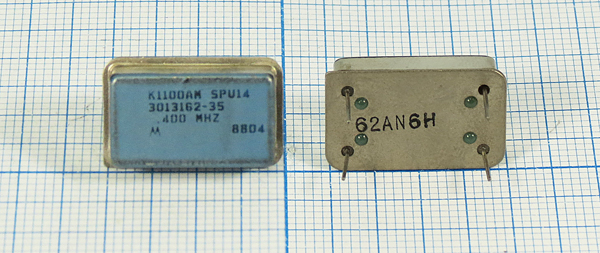 K1100AM SPU14
3013162-35
.400 MHZ
M 8804
62AN6H